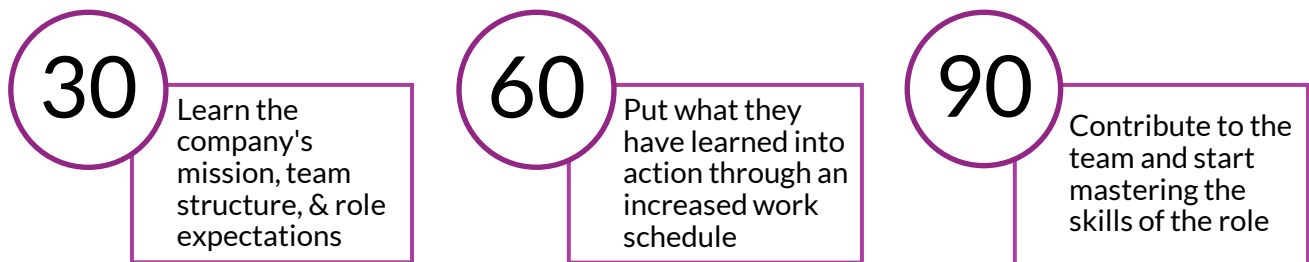 30
Learn the
company's
mission, team
structure, & role
expectations
60
Put what they
have learned into
action through an
increased work
schedule
90
Contribute to the
team and start
mastering the
skills of the role